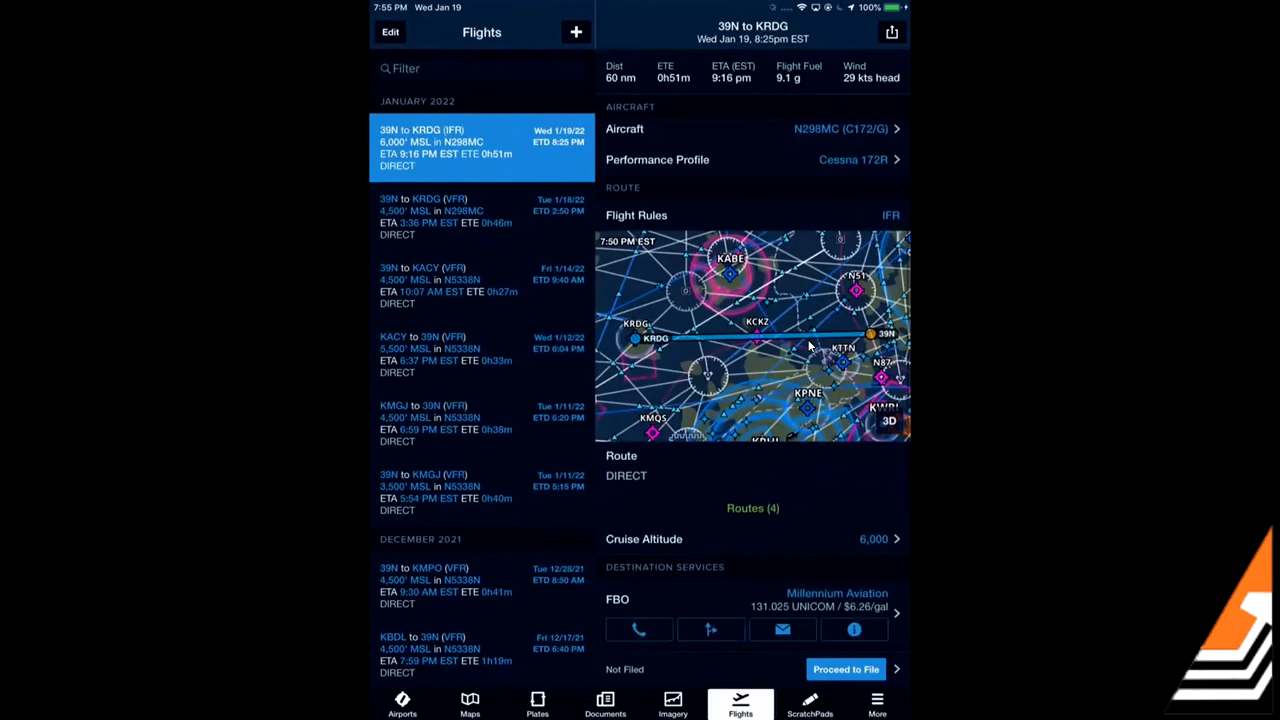 7:55 PM Wed Jan 19
100%
Edit
Flights
+
Filter
JANUARY 2022
39N to KRDG (IFR) Wed 1/19/22
6,000' MSL in N298MC ETD 8:25 PM
ETA 9:16 PM EST ETE 0h51m
DIRECT
39N to KRDG (VFR) Tue 1/18/22
4,500' MSL in N298MC ETD 2:50 PM
ETA 3:36 PM EST ETE 0h46m
DIRECT
39N to KACY (VFR) Fri 1/14/22
4,500' MSL in N5338N ETD 9:40 AM
ETA 10:07 AM EST ETE 0h27m
DIRECT
KACY to 39N (VFR) Wed 1/12/22
5,500' MSL in N5338N ETD 6:04 PM
ETA 6:37 PM EST ETE 0h33m
DIRECT
KMGJ to 39N (VFR) Tue 1/11/22
4,500' MSL in N5338N ETD 6:20 PM
ETA 6:59 PM EST ETE 0h38m
DIRECT
39N to KMGJ (VFR) Tue 1/11/22
3,500' MSL in N5338N ETD 5:15 PM
ETA 5:54 PM EST ETE 0h40m
DIRECT
DECEMBER 2021
39N to KMPO (VFR) Tue 12/28/21
4,500' MSL in N5338N ETD 8:50 AM
ETA 9:30 AM EST ETE 0h41m
DIRECT
KBDL to 39N (VFR) Fri 12/17/21
4,500' MSL in N5338N ETD 6:40 PM
ETA 7:59 PM EST ETE 1h19m
DIRECT
39N to KRDG
Wed Jan 19, 8:25pm EST
Dist ETE ETA (EST) Flight Fuel Wind
60 nm 0h51m 9:16 pm 9.1 g 29 kts head
AIRCRAFT
Aircraft N298MC (C172/G)
Performance Profile Cessna 172R
ROUTE
Flight Rules IFR
7:50 PM EST
KABE
N51
KRDG
KCKZ
KRDG
39N
KTTN
N87
KPNE
KMQS
3D
Route
DIRECT
Routes (4)
Cruise Altitude 6,000
DESTINATION SERVICES
FBO
Millennium Aviation
131.025 UNICOM / $6.26/gal
Not Filed
Proceed to File
Airports Maps Plates Documents Imagery Flights ScratchPads More